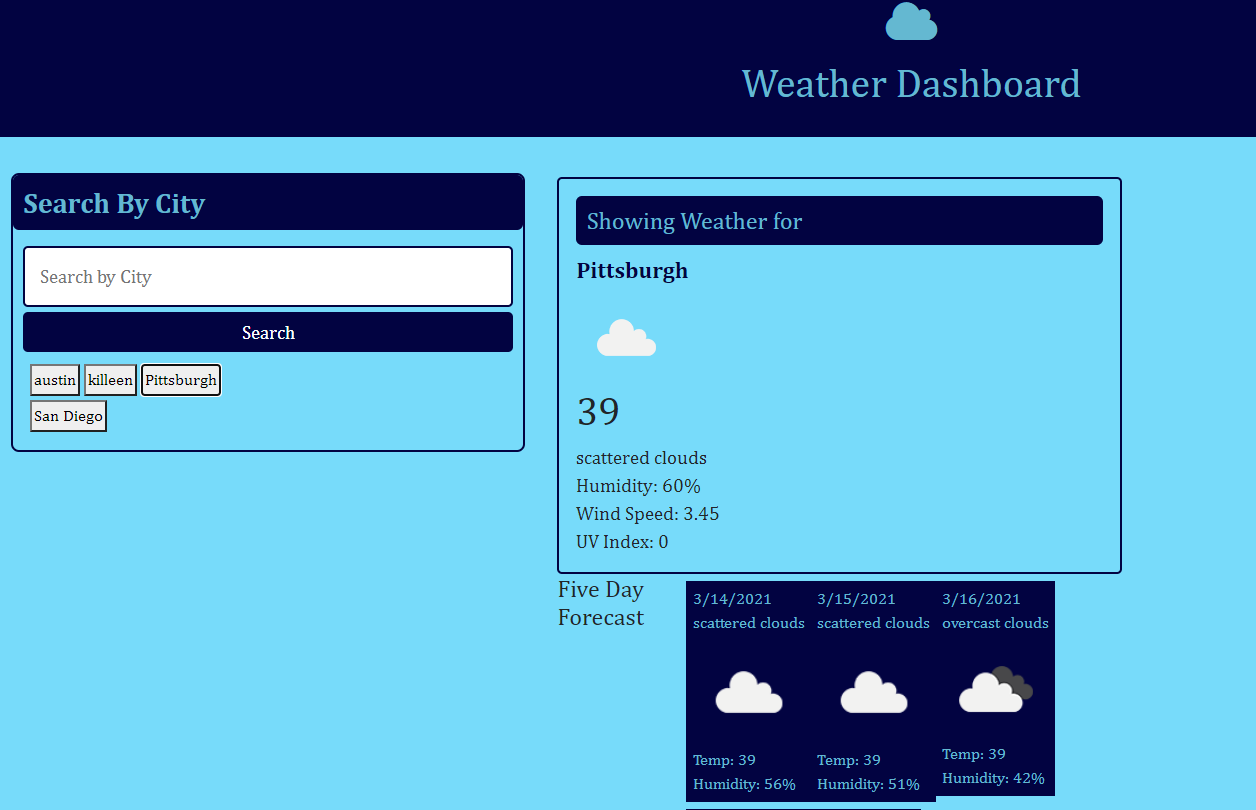 Weather Dashboard
Search By City
Search by City
Search
austin killeen Pittsburgh
San Diego
Showing Weather for
Pittsburgh
39
scattered clouds
Humidity: 60%
Wind Speed: 3.45
UV Index: 0
Five Day
Forecast
3/14/2021
scattered clouds
Temp: 39
Humidity: 56%
3/15/2021
scattered clouds
Temp: 39
Humidity: 51%
3/16/2021
overcast clouds
Temp: 39
Humidity: 42%